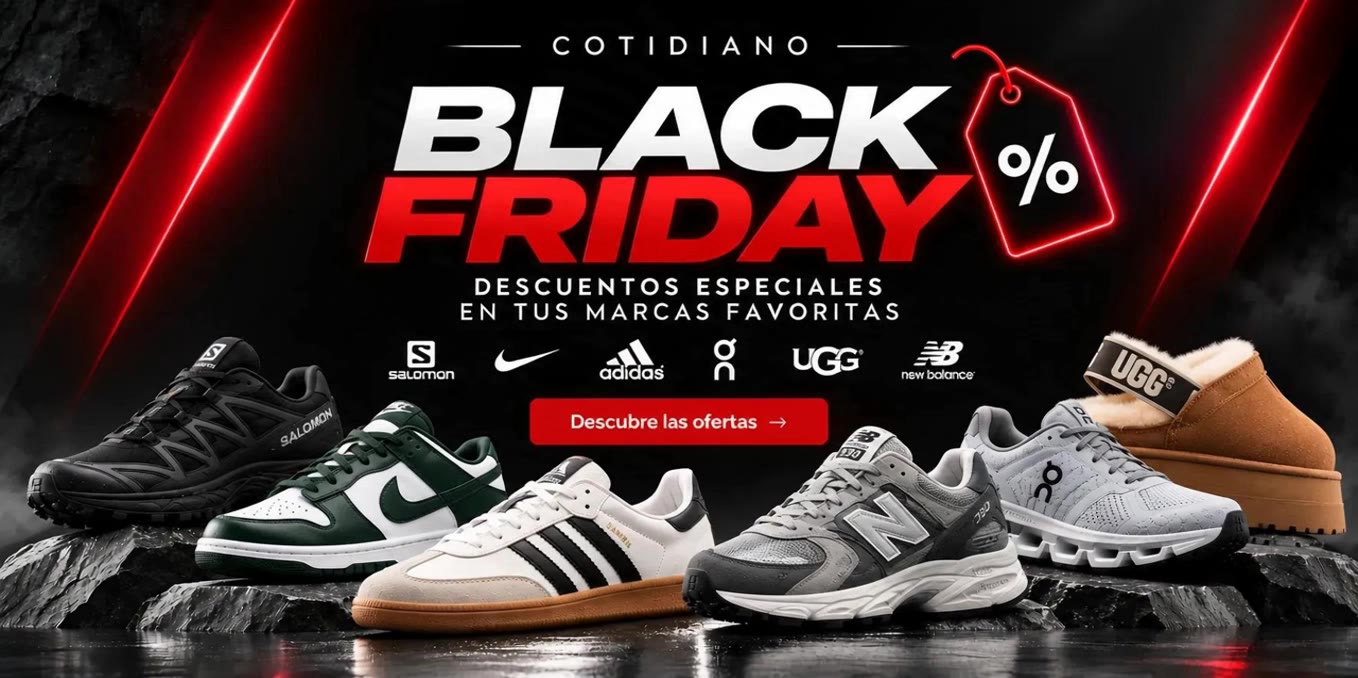 COTIDIANO
BLACK
FRIDAY
%
DESCUENTOS ESPECIALES
EN TUS MARCAS FAVORITAS
S
salomon
adidas
UGG®
NB
new balance
Descubre las ofertas →
S
SALOMON
N
UGG